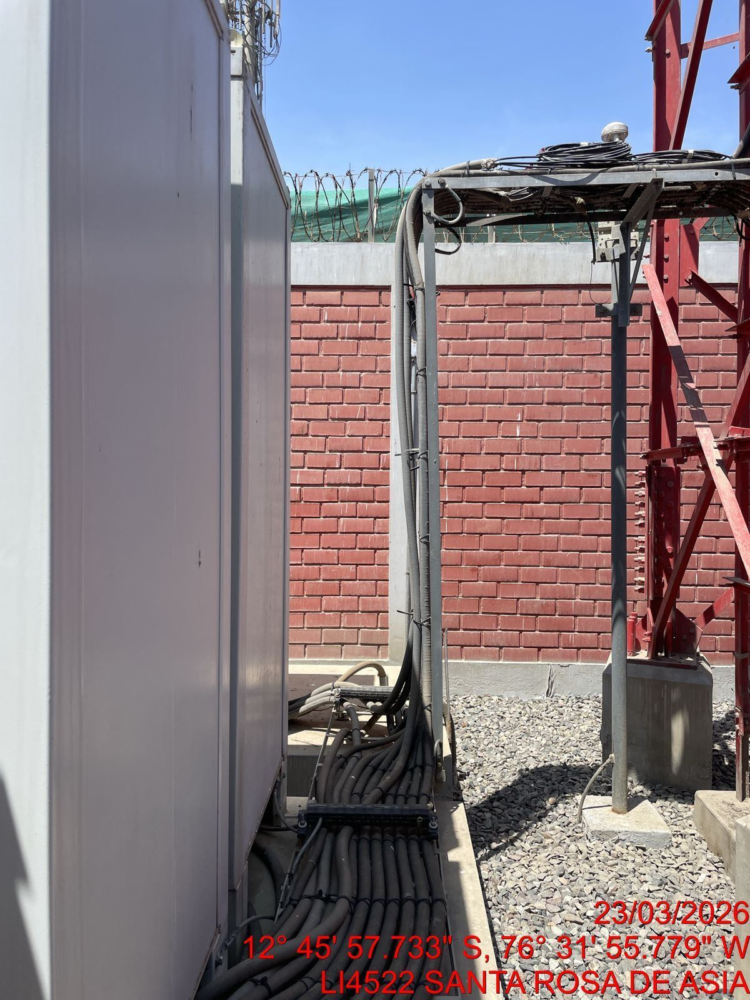 23/03/2026
12° 45' 57.733" S, 76° 31' 55.779" W
LI4522 SANTA ROSA DE ASIA